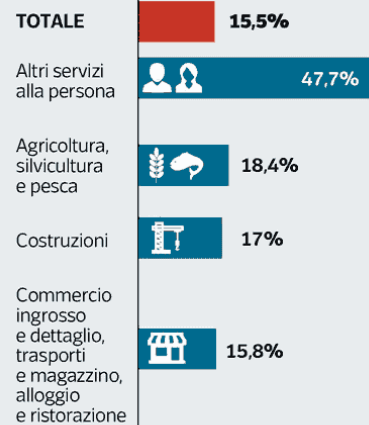 TOTALE 15,5%
Altri servizi
alla persona 47,7%
Agricoltura,
silvicultura 18,4%
e pesca
Costruzioni 17%
Commercio
ingrosso
e dettaglio,
trasporti 15,8%
e magazzino,
alloggio
e ristorazione